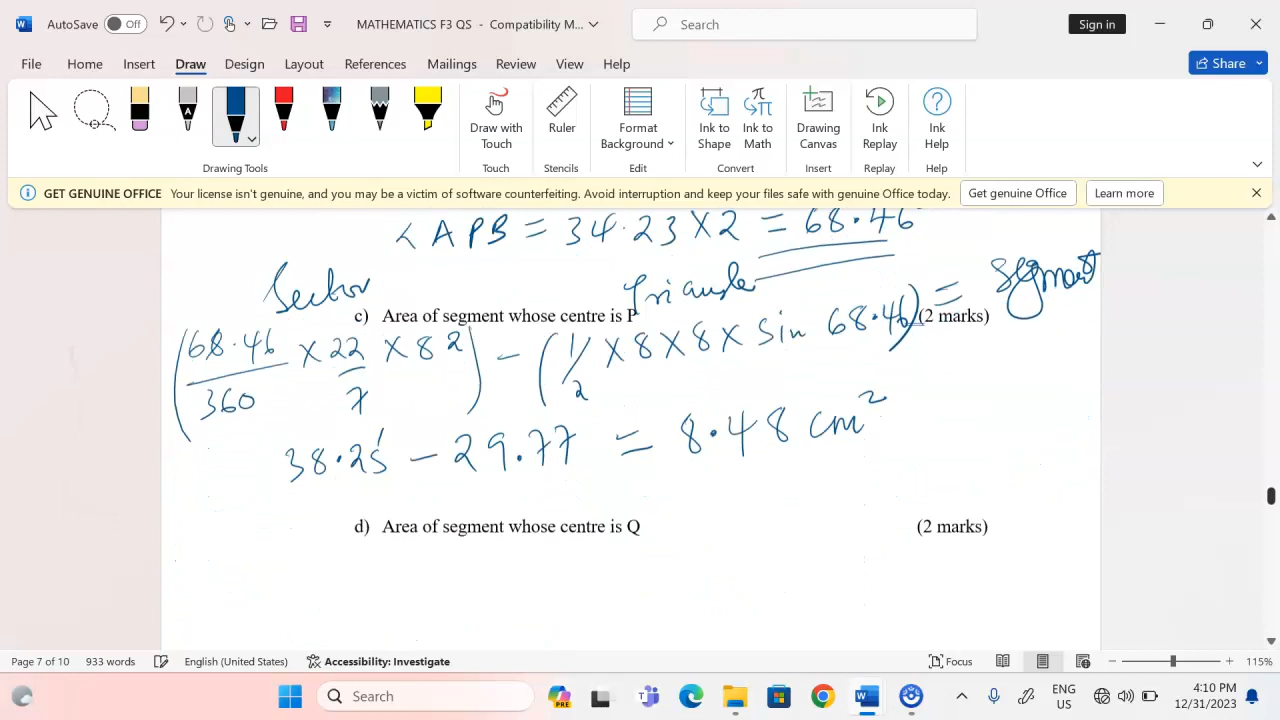 AutoSave Off MATHEMATICS F3 QS - Compatibility M... Search Sign in
File Home Insert Draw Design Layout References Mailings Review View Help Share
Draw with Touch Ruler Format Background Ink to Shape Ink to Math Drawing Canvas Ink Replay Ink Help
Drawing Tools Touch Stencils Edit Convert Insert Replay Help
GET GENUINE OFFICE Your license isn't genuine, and you may be a victim of software counterfeiting. Avoid interruption and keep your files safe with genuine Office today. Get genuine Office Learn more
< APB = 34.23 X 2 = 68.46
Sector Triangle = segment
c) Area of segment whose centre is P (2 marks)
(68.46/360 X 22/7 X 8²) - (1/2 X 8 X 8 X Sin 68.46)
38.25 - 29.77 = 8.48 cm²
d) Area of segment whose centre is Q (2 marks)
Page 7 of 10 933 words English (United States) Accessibility: Investigate Focus 115%
Search PRE ENG US 4:10 PM 12/31/2023